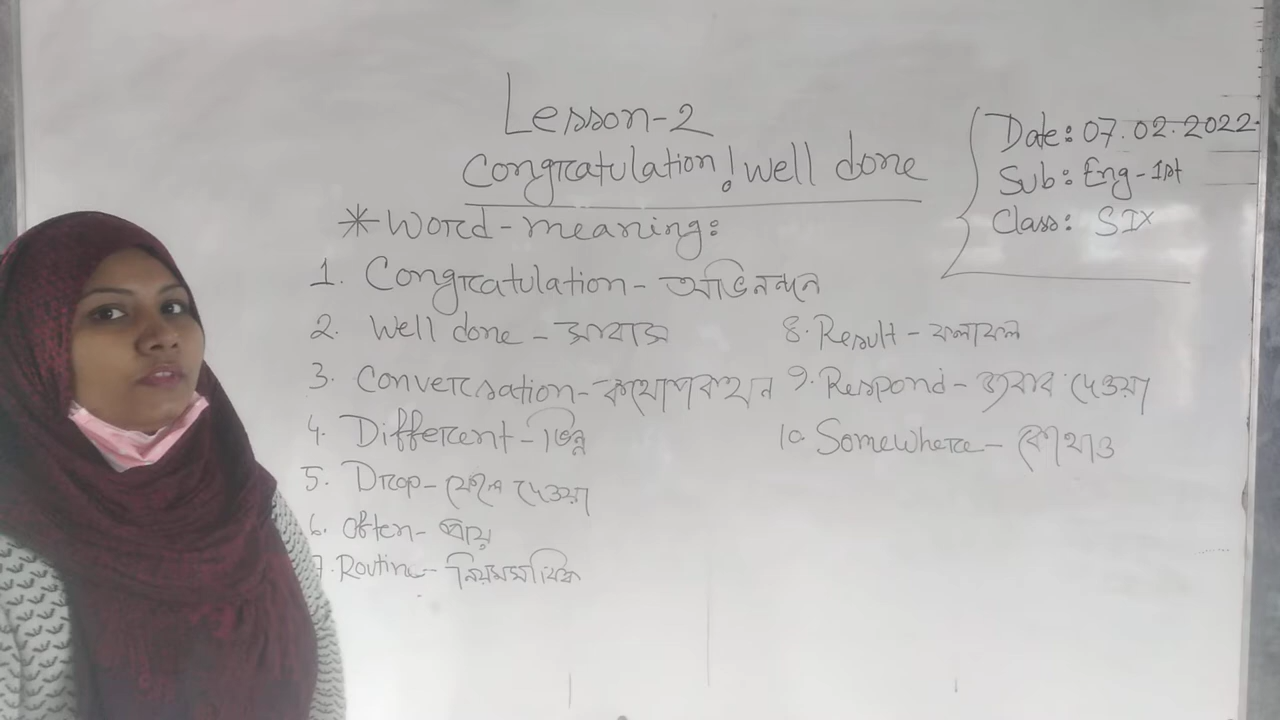 Lesson-2
Congratulation! Well done
Date: 07.02.2022
Sub: Eng-1st
Class: SIX
* Word-meaning:
1. Congratulation - অভিনন্দন
2. Well done - সাবাস
3. Conversation - কথোপকথন
4. Different - ভিন্ন
5. Drop - ফেলে দেওয়া
6. Often - প্রায়
7. Routine - নিয়মমাফিক
8. Result - ফলাফল
9. Respond - জবাব দেওয়া
10. Somewhere - কোথাও